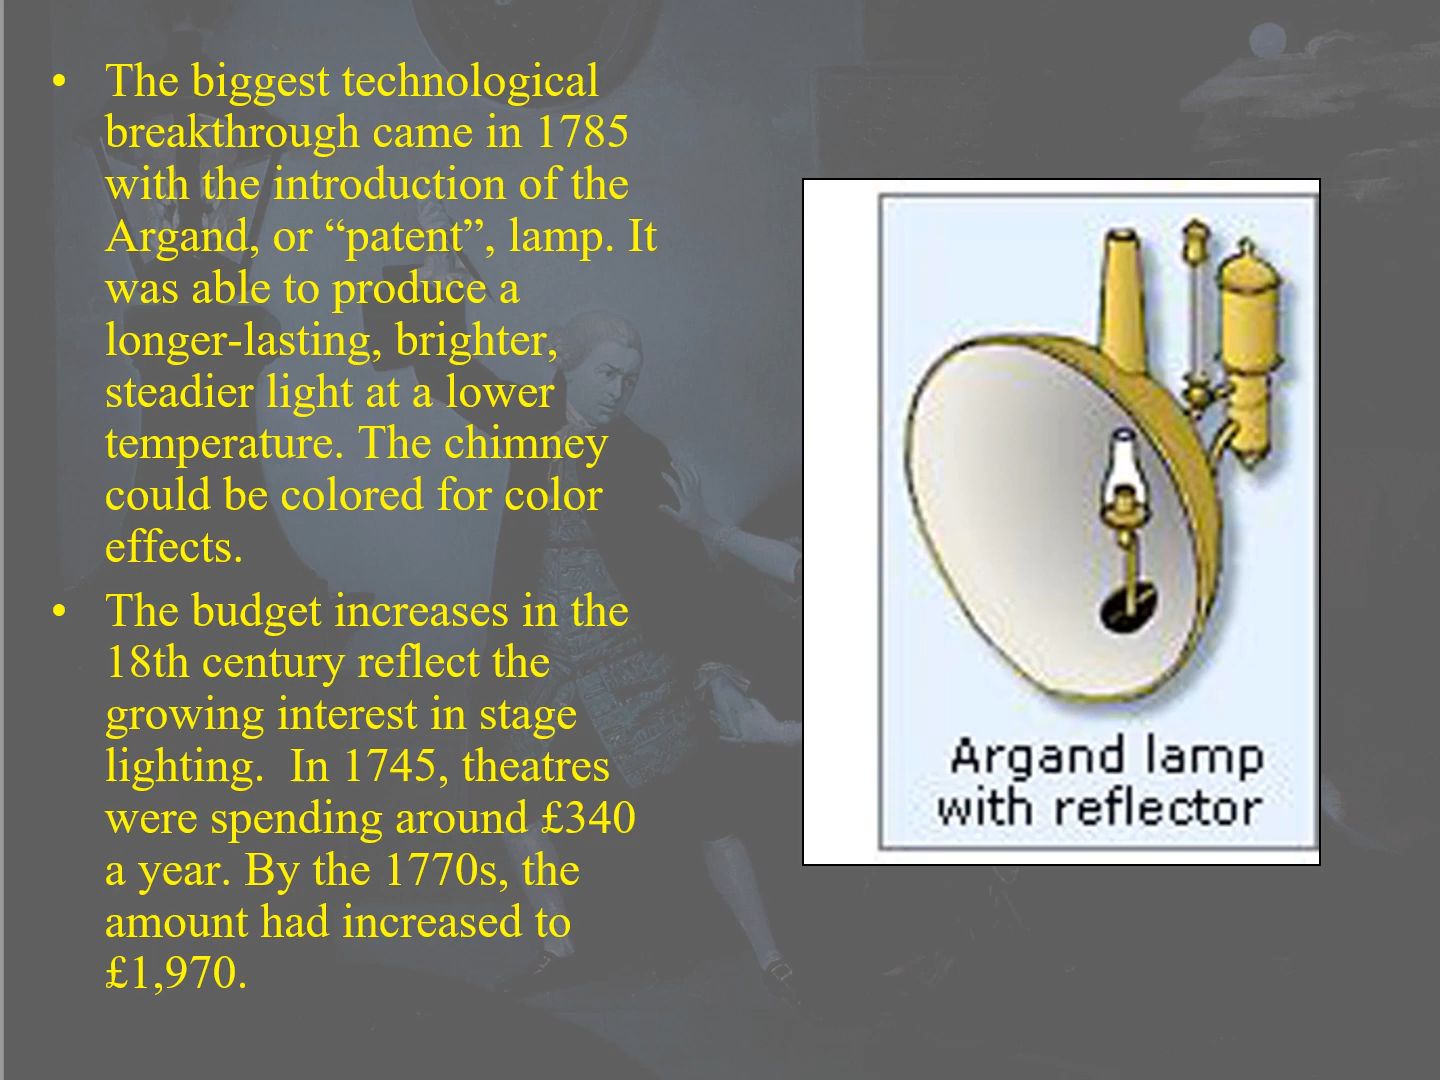 • The biggest technological
breakthrough came in 1785
with the introduction of the
Argand, or “patent”, lamp. It
was able to produce a
longer-lasting, brighter,
steadier light at a lower
temperature. The chimney
could be colored for color
effects.
• The budget increases in the
18th century reflect the
growing interest in stage
lighting.  In 1745, theatres
were spending around £340
a year. By the 1770s, the
amount had increased to
£1,970.
Argand lamp
with reflector